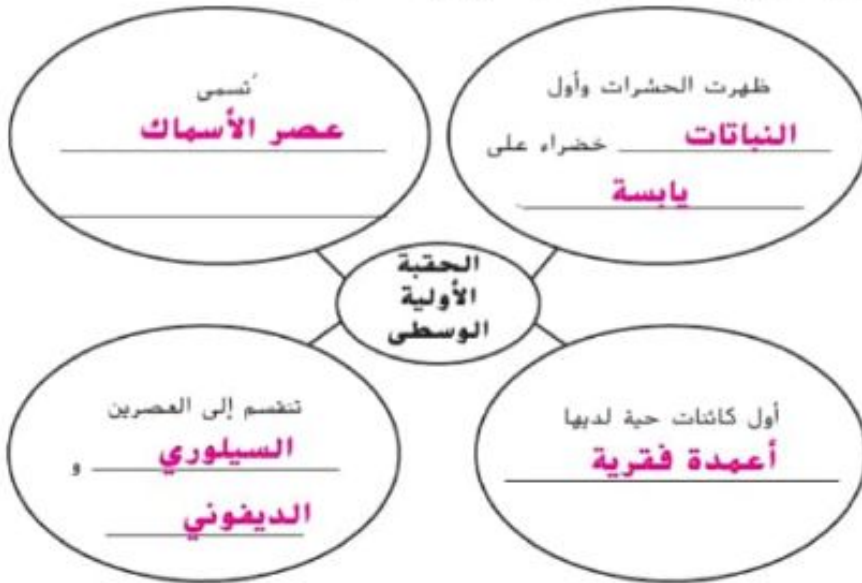 ظهرت الحشرات وأول
النباتات خضراء على
يابسة
تُسمى
عصر الأسماك
الحقبة
الأولية
الوسطى
أول كائنات حية لديها
أعمدة فقرية
تنقسم إلى العصرين
السيلوري و
الديفوني